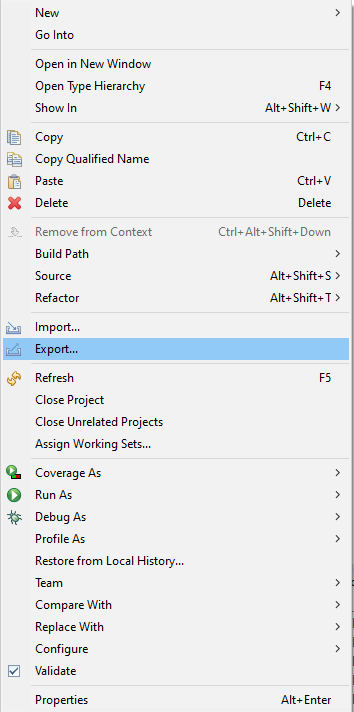 New
Go Into
Open in New Window
Open Type Hierarchy F4
Show In Alt+Shift+W
Copy Ctrl+C
Copy Qualified Name
Paste Ctrl+V
Delete Delete
Remove from Context Ctrl+Alt+Shift+Down
Build Path
Source Alt+Shift+S
Refactor Alt+Shift+T
Import...
Export...
Refresh F5
Close Project
Close Unrelated Projects
Assign Working Sets...
Coverage As
Run As
Debug As
Profile As
Restore from Local History...
Team
Compare With
Replace With
Configure
Validate
Properties Alt+Enter